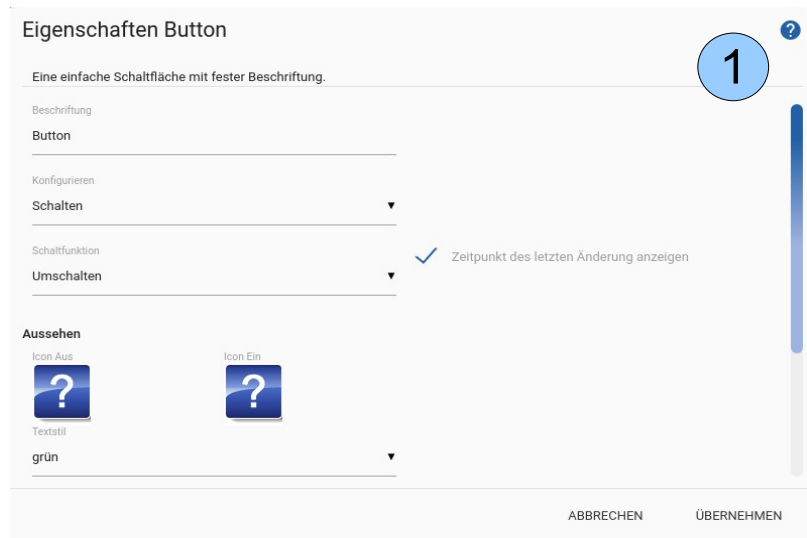 Eigenschaften Button
?
1
Eine einfache Schaltfläche mit fester Beschriftung.
Beschriftung
Button
Konfigurieren
Schalten
Schaltfunktion
Umschalten
Zeitpunkt des letzten Änderung anzeigen
Aussehen
Icon Aus Icon Ein
? ?
Textstil
grün
ABBRECHEN ÜBERNEHMEN